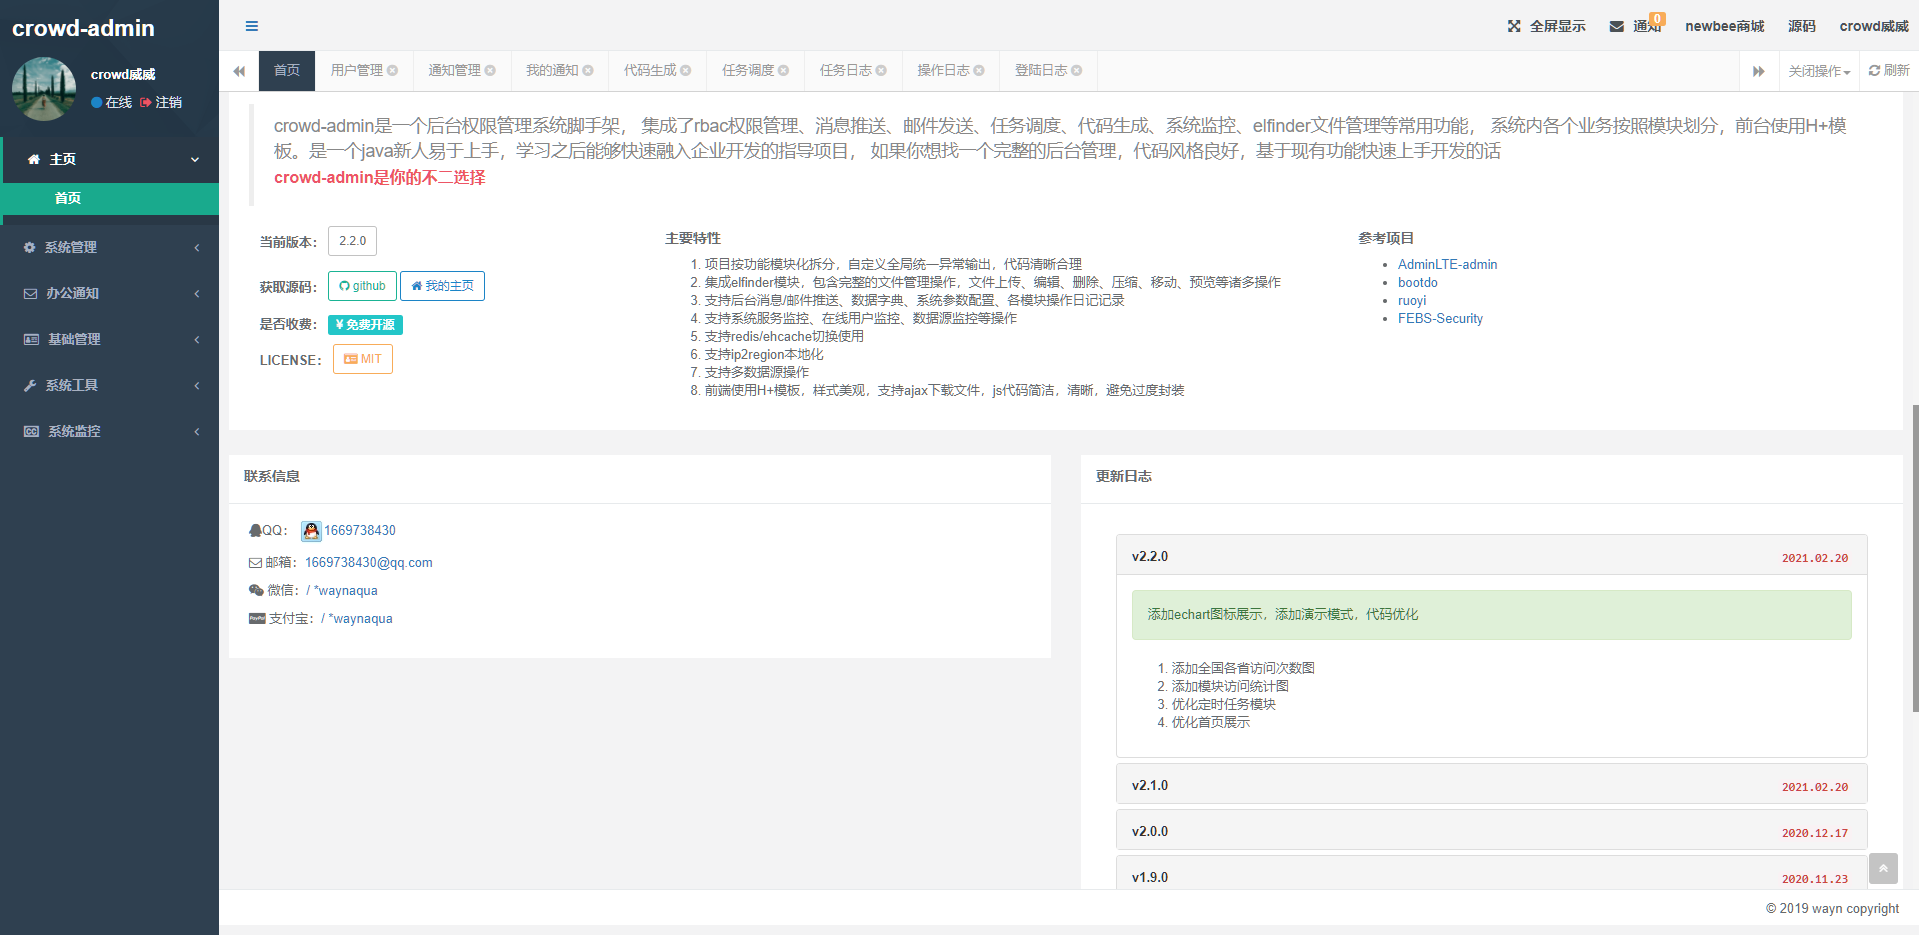 crowd-admin
crowd威威
在线 注销
主页
首页
系统管理
办公通知
基础管理
系统工具
系统监控
全屏显示 通知 0 newbee商城 源码 crowd威威
首页 用户管理 通知管理 我的通知 代码生成 任务调度 任务日志 操作日志 登陆日志 关闭操作 刷新
crowd-admin是一个后台权限管理系统脚手架， 集成了rbac权限管理、消息推送、邮件发送、任务调度、代码生成、系统监控、elfinder文件管理等常用功能， 系统内各个业务按照模块划分，前台使用H+模
板。是一个java新人易于上手，学习之后能够快速融入企业开发的指导项目， 如果你想找一个完整的后台管理，代码风格良好，基于现有功能快速上手开发的话
crowd-admin是你的不二选择
当前版本： 2.2.0
获取源码： github 我的主页
是否收费： ¥ 免费开源
LICENSE： MIT
主要特性
1. 项目按功能模块化拆分，自定义全局统一异常输出，代码清晰合理
2. 集成elfinder模块，包含完整的文件管理操作，文件上传、编辑、删除、压缩、移动、预览等诸多操作
3. 支持后台消息/邮件推送、数据字典、系统参数配置、各模块操作日记记录
4. 支持系统服务监控、在线用户监控、数据源监控等操作
5. 支持redis/ehcache切换使用
6. 支持ip2region本地化
7. 支持多数据源操作
8. 前端使用H+模板，样式美观，支持ajax下载文件，js代码简洁，清晰，避免过度封装
参考项目
AdminLTE-admin
bootdo
ruoyi
FEBS-Security
联系信息
QQ： 1669738430
邮箱：1669738430@qq.com
微信：/ *waynaqua
PayPal 支付宝：/ *waynaqua
更新日志
v2.2.0 2021.02.20
添加echart图标展示，添加演示模式，代码优化
1. 添加全国各省访问次数图
2. 添加模块访问统计图
3. 优化定时任务模块
4. 优化首页展示
v2.1.0 2021.02.20
v2.0.0 2020.12.17
v1.9.0 2020.11.23
© 2019 wayn copyright